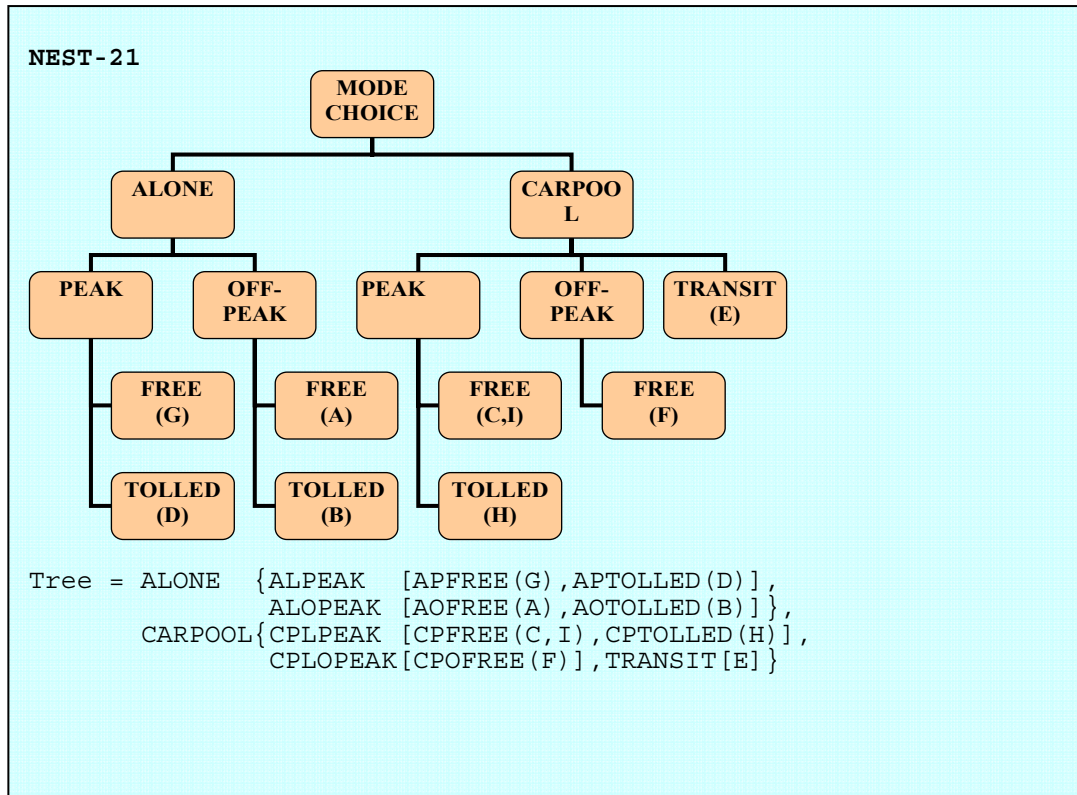 NEST-21
MODE
CHOICE
ALONE
CARPOO
L
PEAK
OFF-
PEAK
PEAK
OFF-
PEAK
TRANSIT
(E)
FREE
(G)
FREE
(A)
FREE
(C,I)
FREE
(F)
TOLLED
(D)
TOLLED
(B)
TOLLED
(H)
Tree = ALONE {ALPEAK [APFREE(G),APTOLLED(D)],
ALOPEAK [AOFREE(A),AOTOLLED(B)]},
CARPOOL{CPLPEAK [CPFREE(C,I),CPTOLLED(H)],
CPLOPEAK[CPOFREE(F)],TRANSIT[E]}